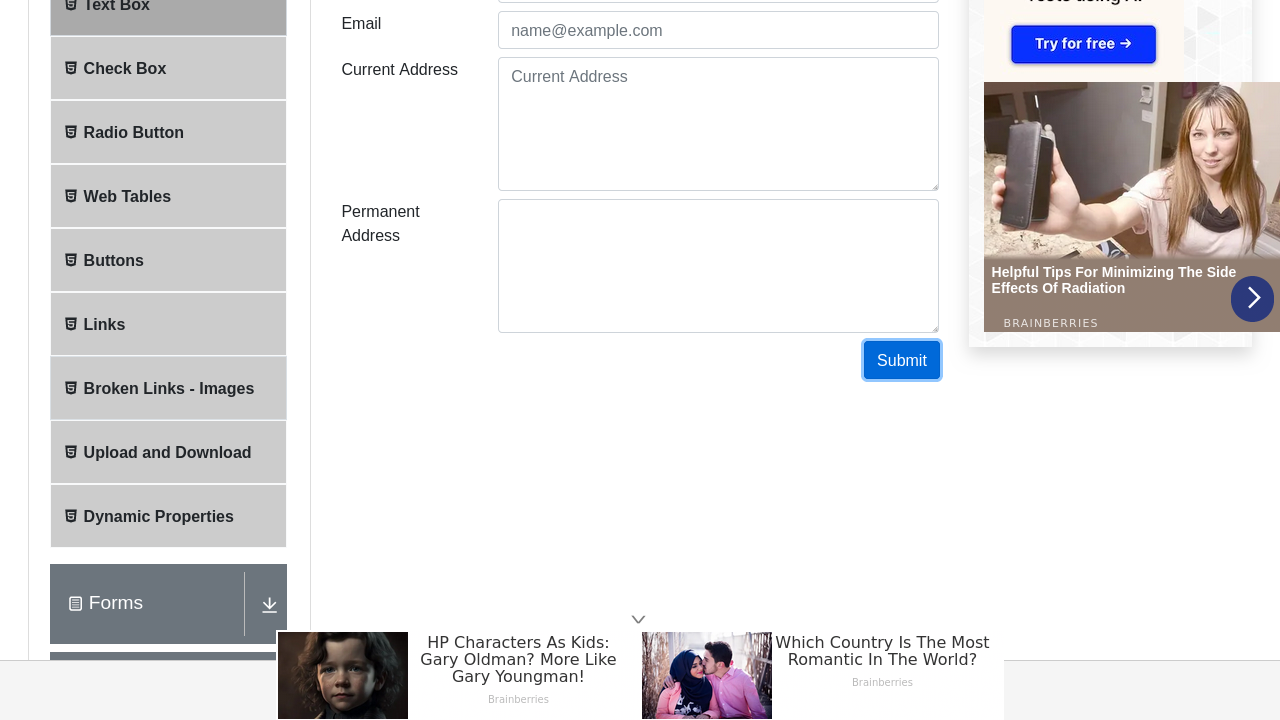 Text Box
Check Box
Radio Button
Web Tables
Buttons
Links
Broken Links - Images
Upload and Download
Dynamic Properties
Forms
Email
name@example.com
Current Address
Current Address
Permanent
Address
Submit
Try for free →
Helpful Tips For Minimizing The Side
Effects Of Radiation
BRAINBERRIES
HP Characters As Kids:
Gary Oldman? More Like
Gary Youngman!
Brainberries
Which Country Is The Most
Romantic In The World?
Brainberries